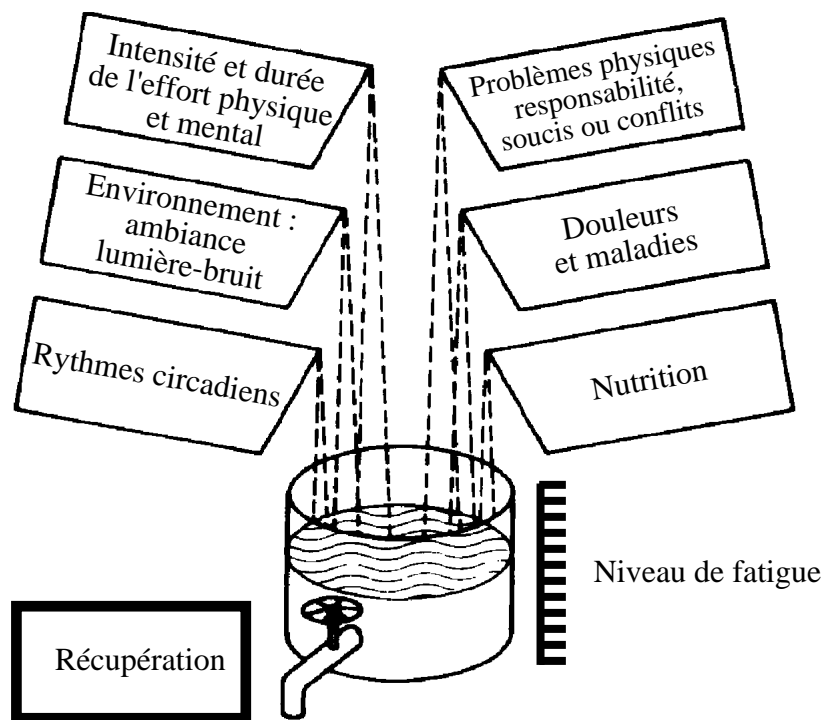 Intensité et durée
de l'effort physique
et mental
Problèmes physiques
responsabilité,
soucis ou conflits
Environnement :
ambiance
lumière-bruit
Douleurs
et maladies
Rythmes circadiens
Nutrition
Niveau de fatigue
Récupération